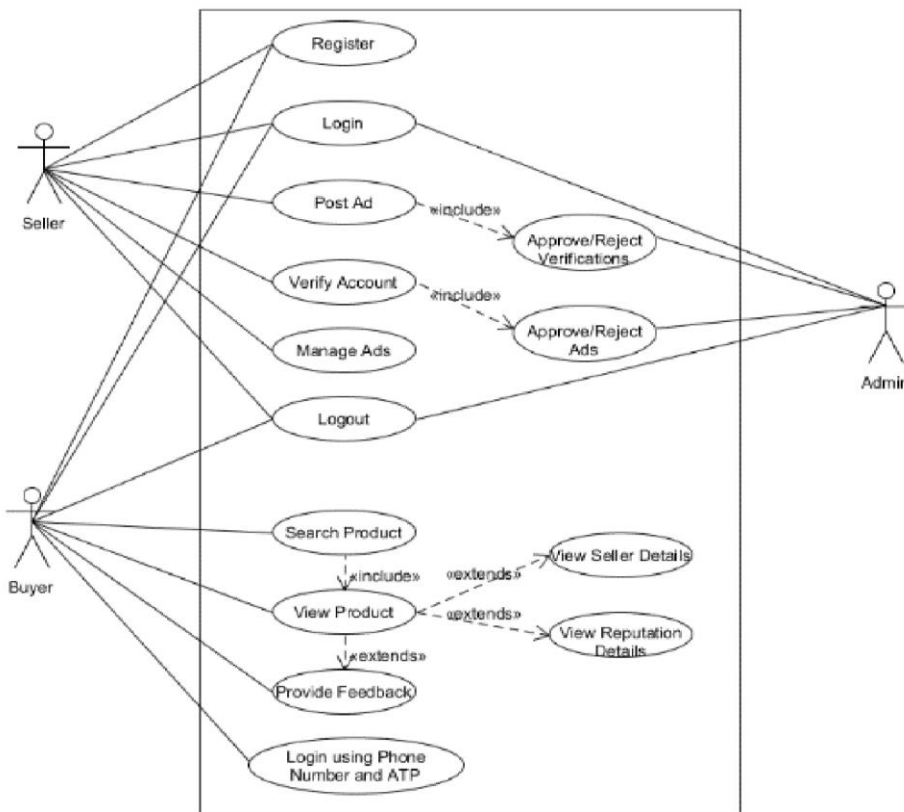 Register
Login
Seller
Post Ad
«include»
Approve/Reject
Verifications
Verify Account
«include»
Approve/Reject
Ads
Admin
Manage Ads
Logout
Buyer
Search Product
«include»
«extends»
View Seller Details
View Product
«extends»
View Reputation
Details
«extends»
Provide Feedback
Login using Phone
Number and ATP